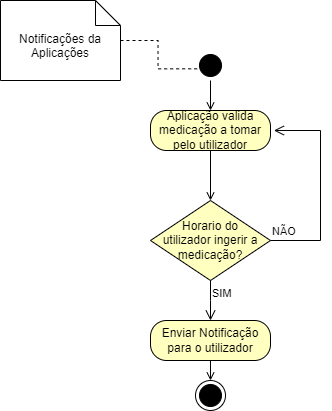 Notificações da
Aplicações
Aplicação valida
medicação a tomar
pelo utilizador
Horario do
utilizador ingerir a
medicação?
NÃO
SIM
Enviar Notificação
para o utilizador